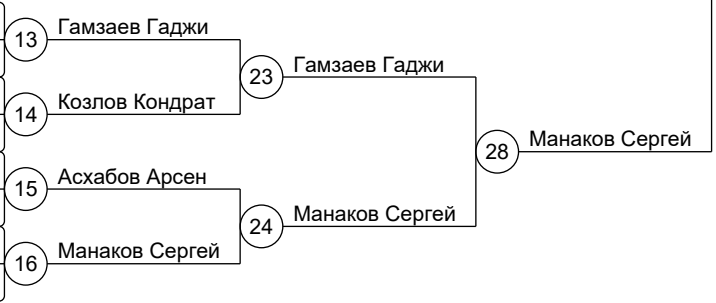 13 Гамзаев Гаджи
23 Гамзаев Гаджи
14 Козлов Кондрат
28 Манаков Сергей
15 Асхабов Арсен
24 Манаков Сергей
16 Манаков Сергей